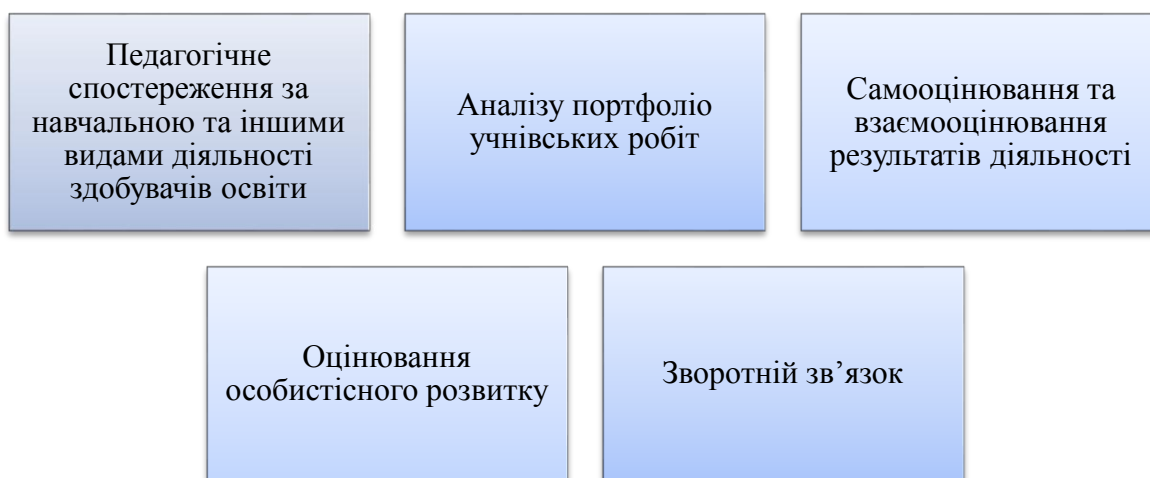 Педагогічне
спостереження за
навчальною та іншими
видами діяльності
здобувачів освіти
Аналізу портфоліо
учнівських робіт
Самооцінювання та
взаємооцінювання
результатів діяльності
Оцінювання
особистісного розвитку
Зворотній зв’язок